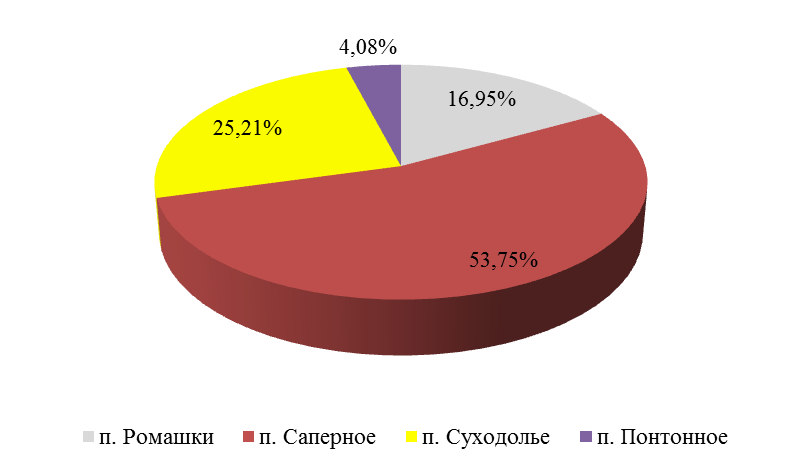 4,08%
16,95%
25,21%
53,75%
п. Ромашки п. Саперное п. Суходолье п. Понтонное